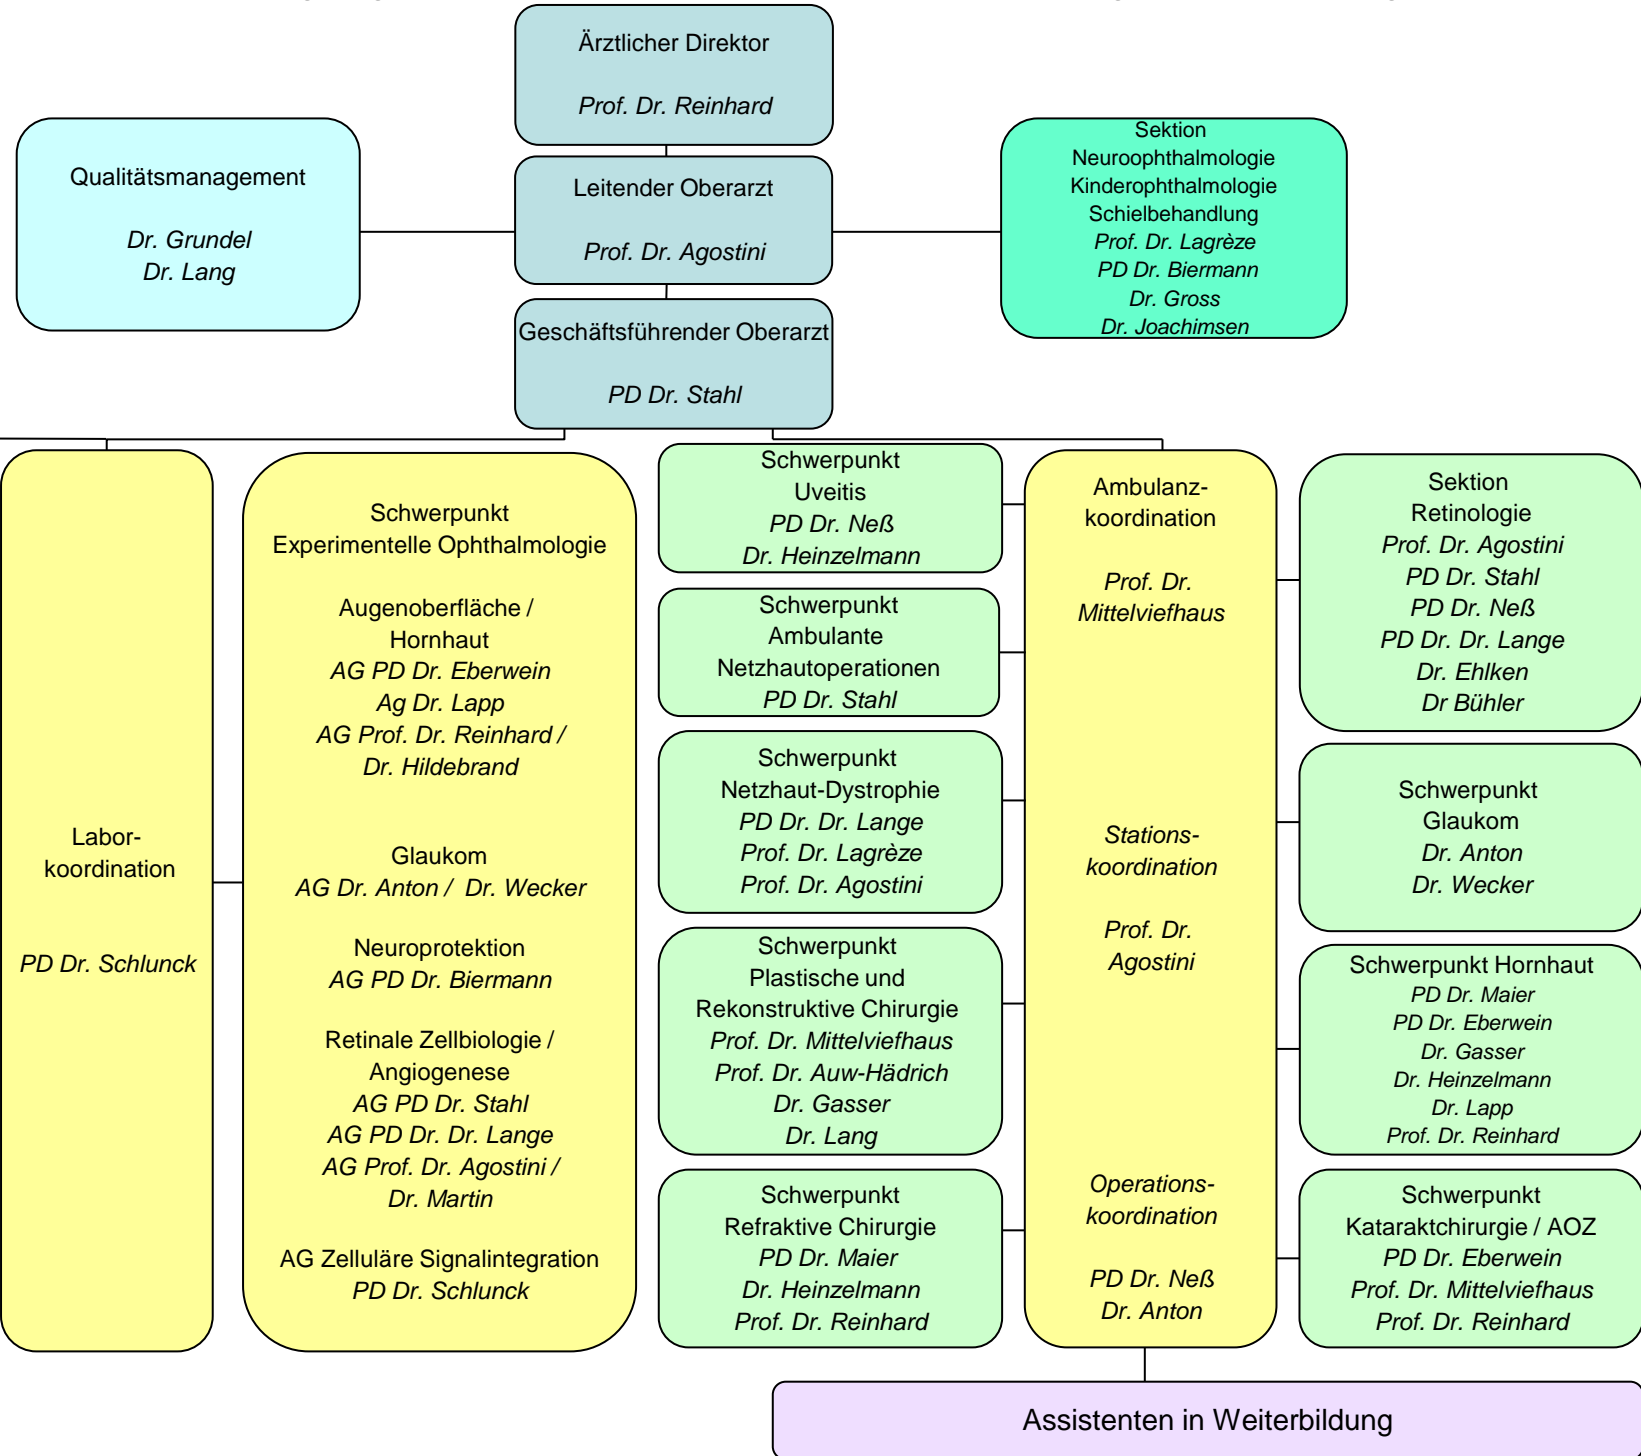 Ärztlicher Direktor
Prof. Dr. Reinhard
Qualitätsmanagement
Dr. Grundel
Dr. Lang
Leitender Oberarzt
Prof. Dr. Agostini
Sektion
Neuroophthalmologie
Kinderophthalmologie
Schielbehandlung
Prof. Dr. Lagrèze
PD Dr. Biermann
Dr. Gross
Dr. Joachimsen
Geschäftsführender Oberarzt
PD Dr. Stahl
Labor-
koordination
PD Dr. Schlunck
Schwerpunkt
Experimentelle Ophthalmologie
Augenoberfläche /
Hornhaut
AG PD Dr. Eberwein
Ag Dr. Lapp
AG Prof. Dr. Reinhard /
Dr. Hildebrand
Glaukom
AG Dr. Anton / Dr. Wecker
Neuroprotektion
AG PD Dr. Biermann
Retinale Zellbiologie /
Angiogenese
AG PD Dr. Stahl
AG PD Dr. Dr. Lange
AG Prof. Dr. Agostini /
Dr. Martin
AG Zelluläre Signalintegration
PD Dr. Schlunck
Schwerpunkt
Uveitis
PD Dr. Neß
Dr. Heinzelmann
Schwerpunkt
Ambulante
Netzhautoperationen
PD Dr. Stahl
Schwerpunkt
Netzhaut-Dystrophie
PD Dr. Dr. Lange
Prof. Dr. Lagrèze
Prof. Dr. Agostini
Schwerpunkt
Plastische und
Rekonstruktive Chirurgie
Prof. Dr. Mittelviefhaus
Prof. Dr. Auw-Hädrich
Dr. Gasser
Dr. Lang
Schwerpunkt
Refraktive Chirurgie
PD Dr. Maier
Dr. Heinzelmann
Prof. Dr. Reinhard
Ambulanz-
koordination
Prof. Dr.
Mittelviefhaus
Stations-
koordination
Prof. Dr.
Agostini
Operations-
koordination
PD Dr. Neß
Dr. Anton
Sektion
Retinologie
Prof. Dr. Agostini
PD Dr. Stahl
PD Dr. Neß
PD Dr. Dr. Lange
Dr. Ehlken
Dr Bühler
Schwerpunkt
Glaukom
Dr. Anton
Dr. Wecker
Schwerpunkt Hornhaut
PD Dr. Maier
PD Dr. Eberwein
Dr. Gasser
Dr. Heinzelmann
Dr. Lapp
Prof. Dr. Reinhard
Schwerpunkt
Kataraktchirurgie / AOZ
PD Dr. Eberwein
Prof. Dr. Mittelviefhaus
Prof. Dr. Reinhard
Assistenten in Weiterbildung